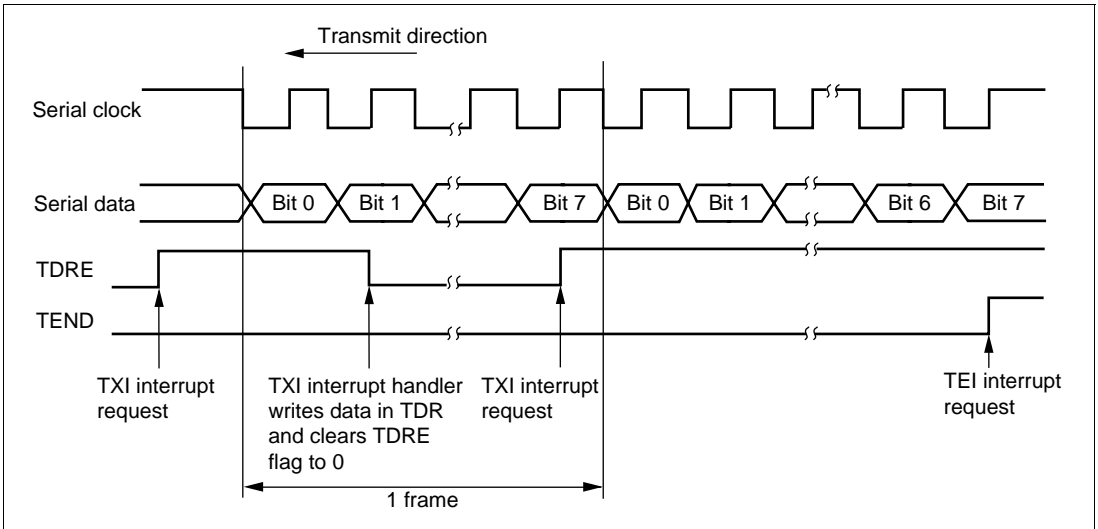 Transmit direction
Serial clock
Serial data
Bit 0
Bit 1
Bit 7
Bit 0
Bit 1
Bit 6
Bit 7
TDRE
TEND
TXI interrupt
request
TXI interrupt handler
writes data in TDR
and clears TDRE
flag to 0
TXI interrupt
request
TEI interrupt
request
1 frame